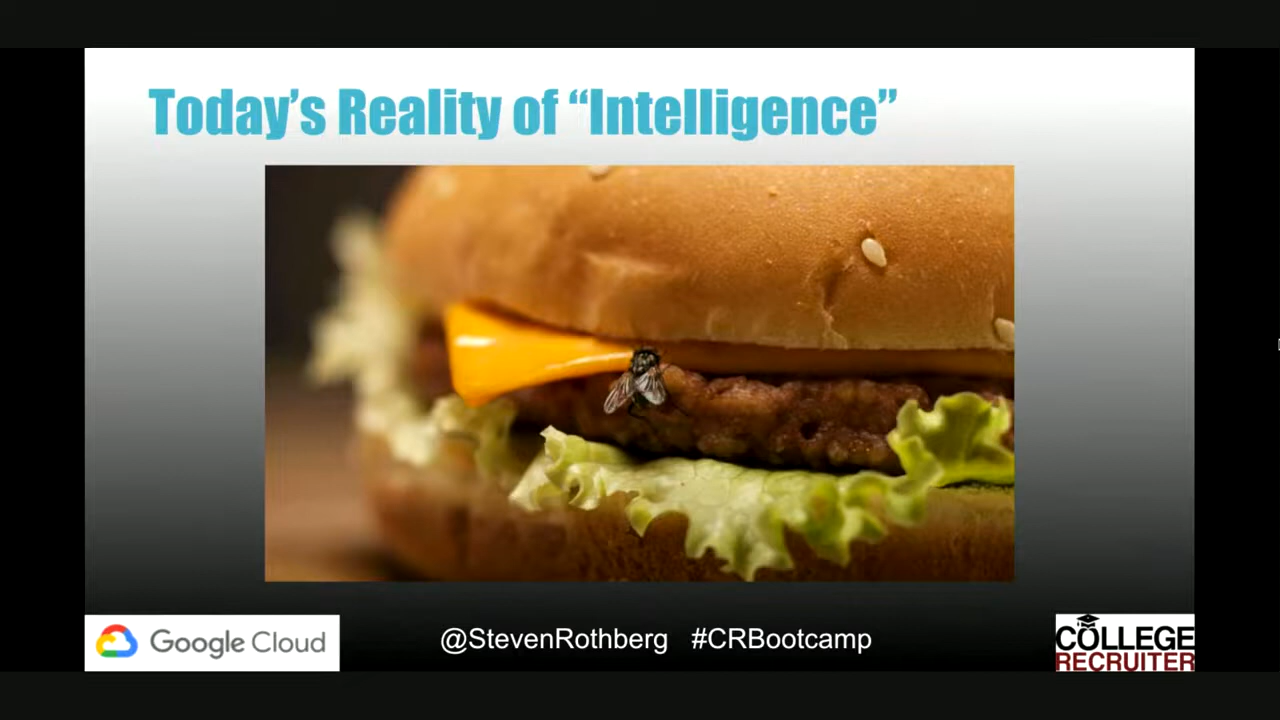 Today’s Reality of “Intelligence”
Google Cloud
@StevenRothberg #CRBootcamp
COLLEGE
RECRUITER